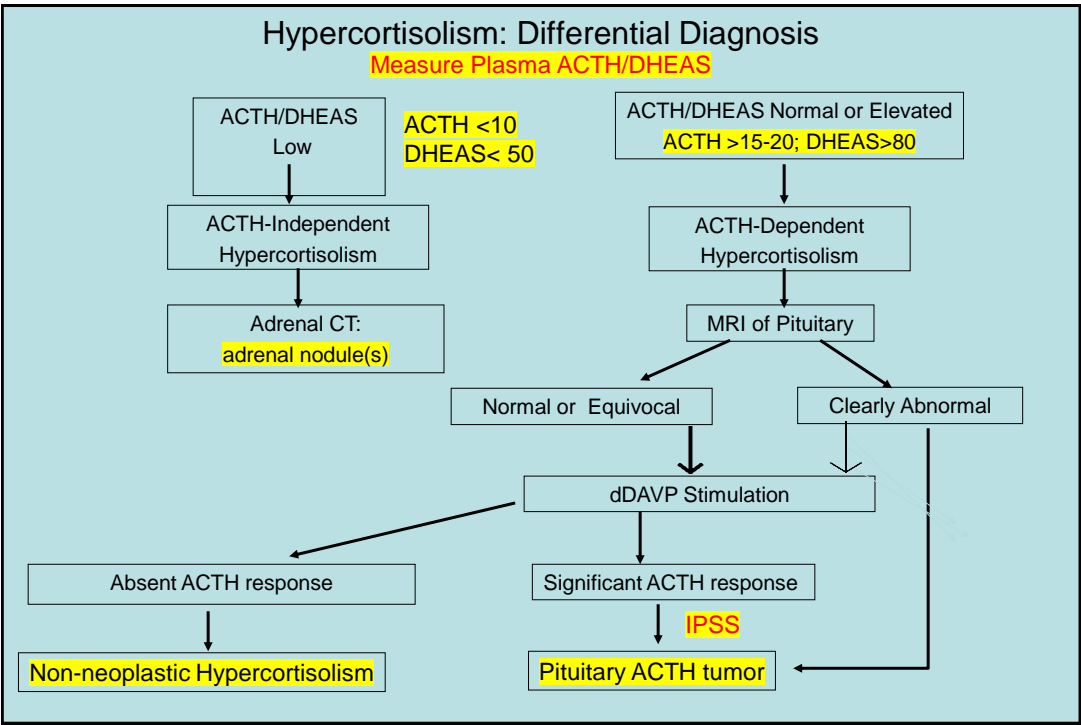 Hypercortisolism: Differential Diagnosis
Measure Plasma ACTH/DHEAS
ACTH/DHEAS
Low
ACTH <10
DHEAS< 50
ACTH/DHEAS Normal or Elevated
ACTH >15-20; DHEAS>80
ACTH-Independent
Hypercortisolism
ACTH-Dependent
Hypercortisolism
Adrenal CT:
adrenal nodule(s)
MRI of Pituitary
Normal or Equivocal
Clearly Abnormal
dDAVP Stimulation
Absent ACTH response
Significant ACTH response
IPSS
Non-neoplastic Hypercortisolism
Pituitary ACTH tumor